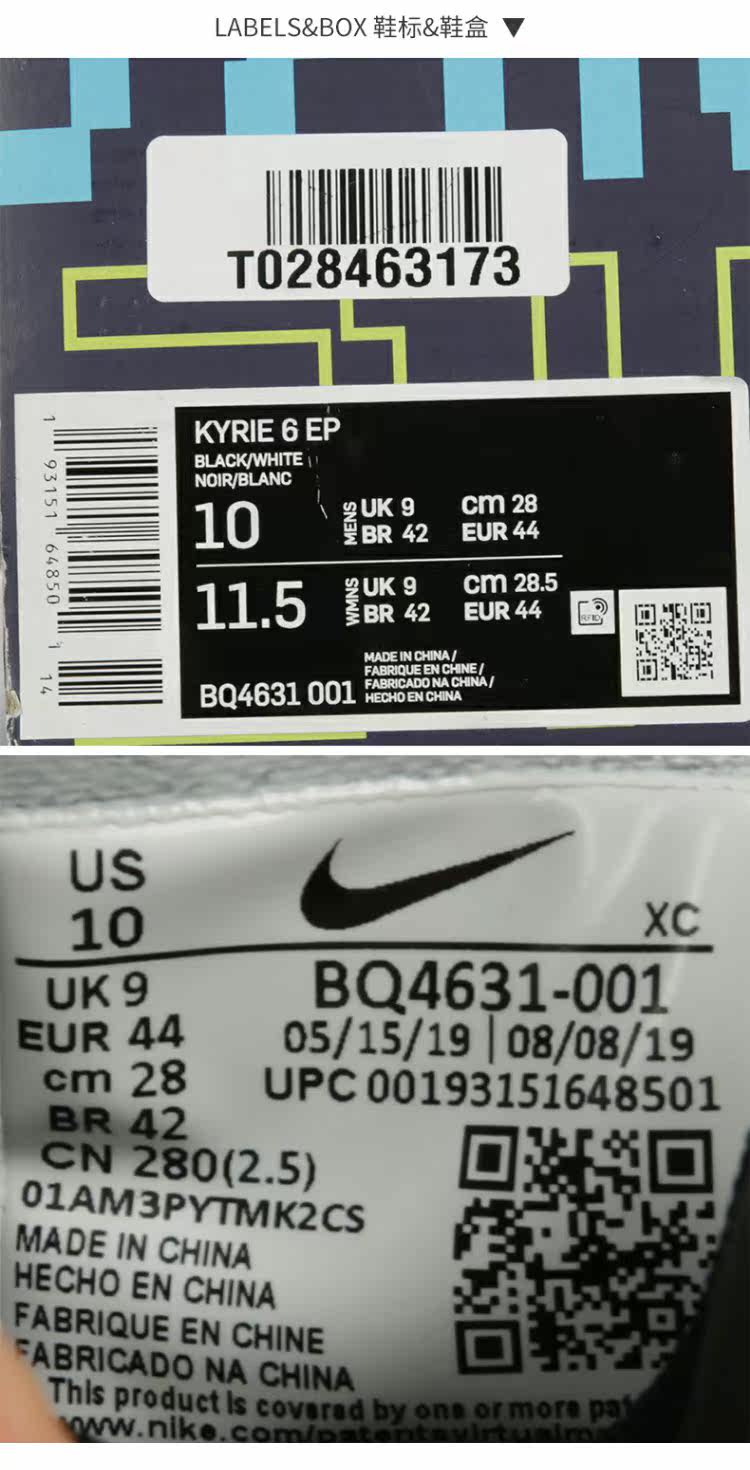 LABELS&BOX 鞋标&鞋盒 ▼
T028463173
KYRIE 6 EP
BLACK/WHITE
NOIR/BLANC
10
MENS
UK 9
BR 42
cm 28
EUR 44
11.5
WMNS
UK 9
BR 42
cm 28.5
EUR 44
RFID
BQ4631 001
MADE IN CHINA /
FABRIQUE EN CHINE /
FABRICADO NA CHINA /
HECHO EN CHINA
1 93151 64850 1 14
US
10
XC
UK 9
EUR 44
cm 28
BR 42
CN 280(2.5)
BQ4631-001
05/15/19 | 08/08/19
UPC 00193151648501
01AM3PYTMK2CS
MADE IN CHINA
HECHO EN CHINA
FABRIQUE EN CHINE
FABRICADO NA CHINA
This product is covered by one or more